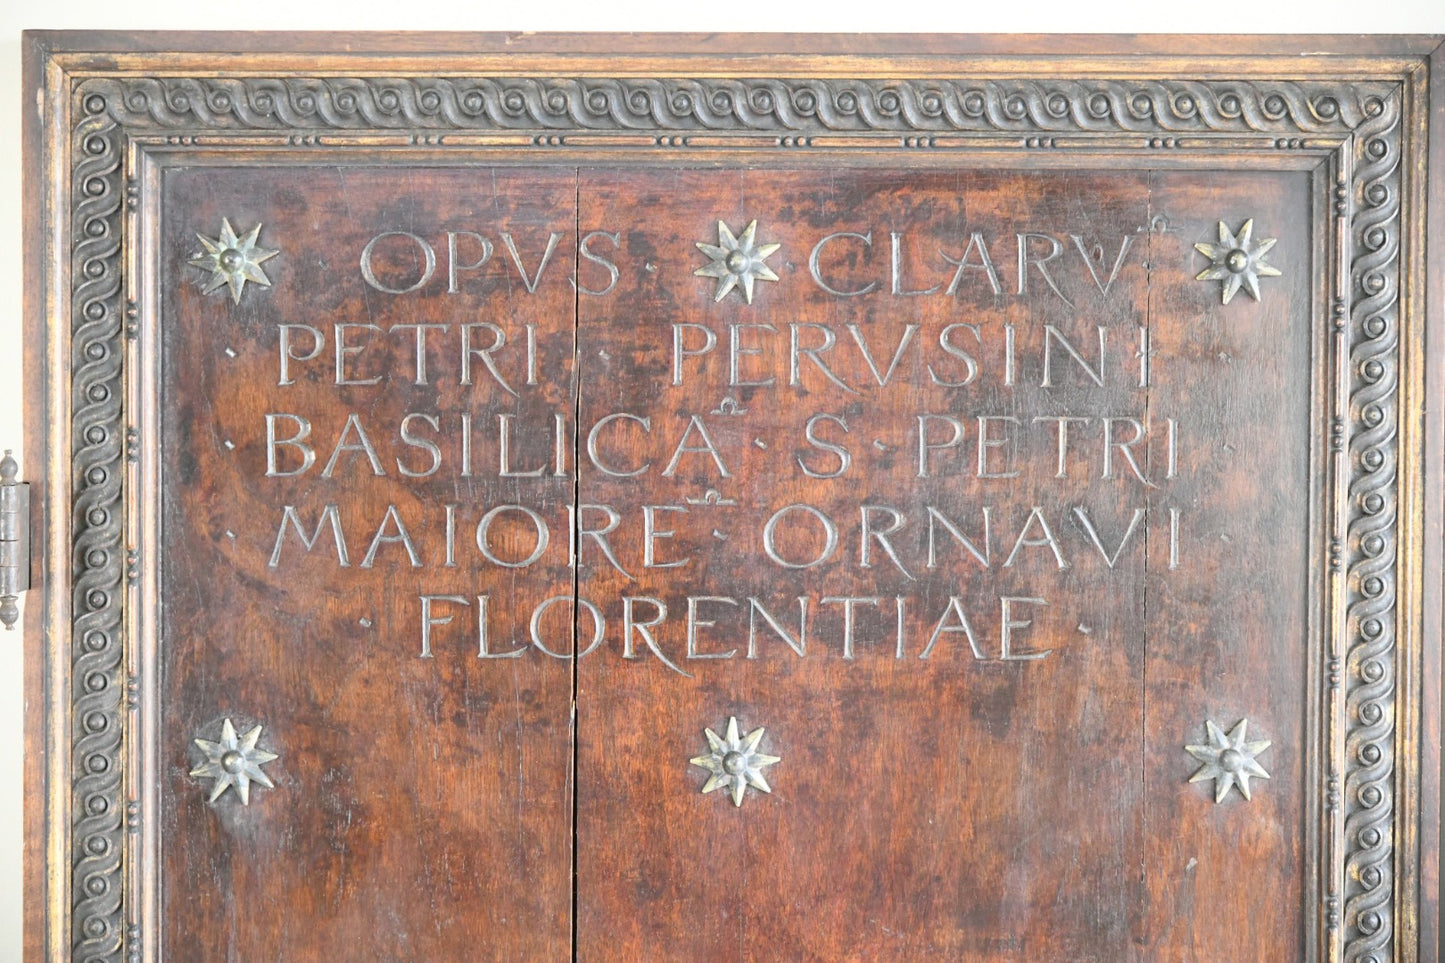 OPVS · CLARV
· PETRI · PERVSINI ·
· BASILICA · S · PETRI
· MAIORE · ORNAVI ·
· FLORENTIAE ·